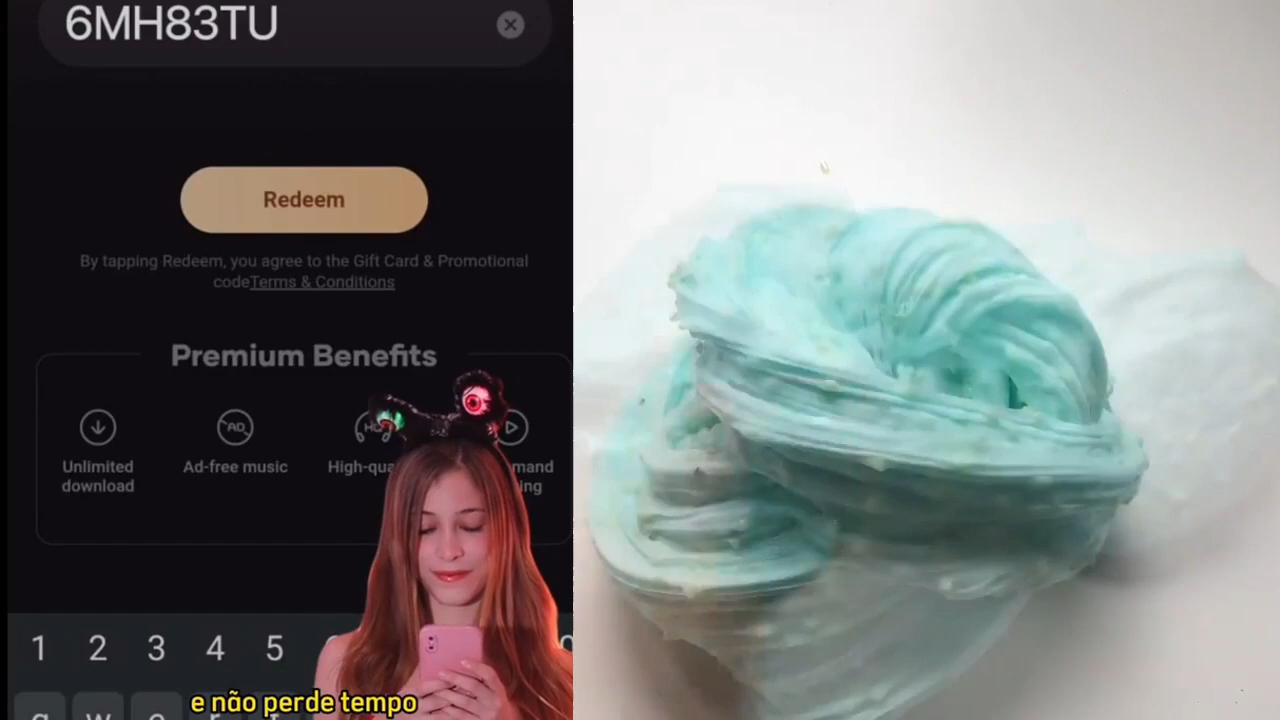 6MH83TU
Redeem
By tapping Redeem, you agree to the Gift Card & Promotional
codeTerms & Conditions
Premium Benefits
AD
Unlimited
download
Ad-free music
1 2 3 4 5
e não perde tempo